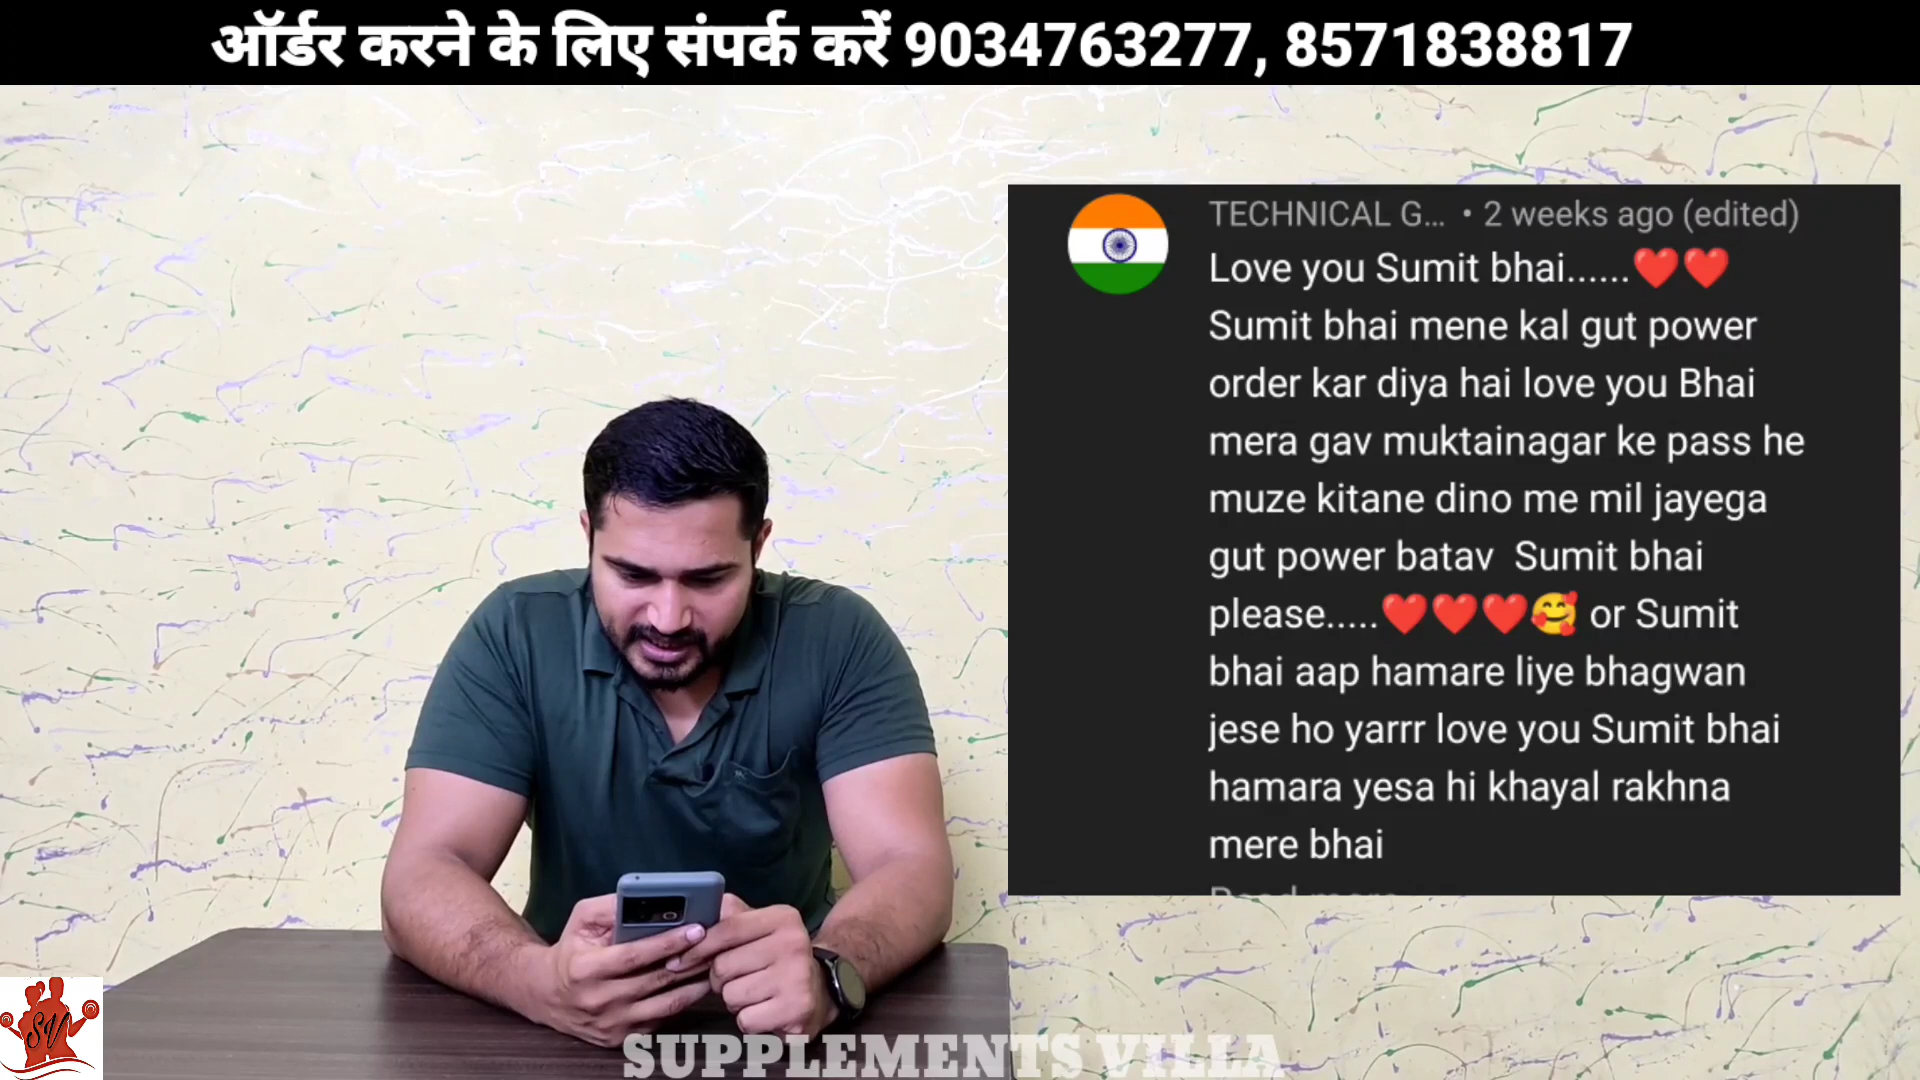 ऑर्डर करने के लिए संपर्क करें 9034763277, 8571838817
TECHNICAL G... • 2 weeks ago (edited)
Love you Sumit bhai......❤️❤️
Sumit bhai mene kal gut power
order kar diya hai love you Bhai
mera gav muktainagar ke pass he
muze kitane dino me mil jayega
gut power batav Sumit bhai
please.....❤️❤️❤️🥰 or Sumit
bhai aap hamare liye bhagwan
jese ho yarrr love you Sumit bhai
hamara yesa hi khayal rakhna
mere bhai
SV
SUPPLEMENTS VILLA